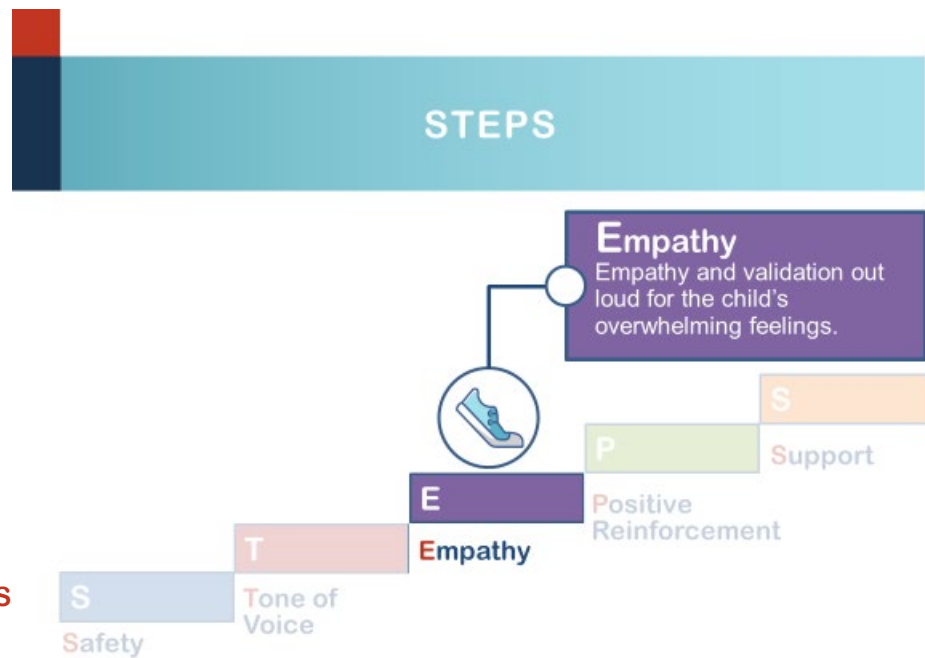 STEPS
Empathy
Empathy and validation out
loud for the child's
overwhelming feelings.
S
Support
P
Positive
Reinforcement
E
Empathy
T
Tone of
Voice
S
Safety
S